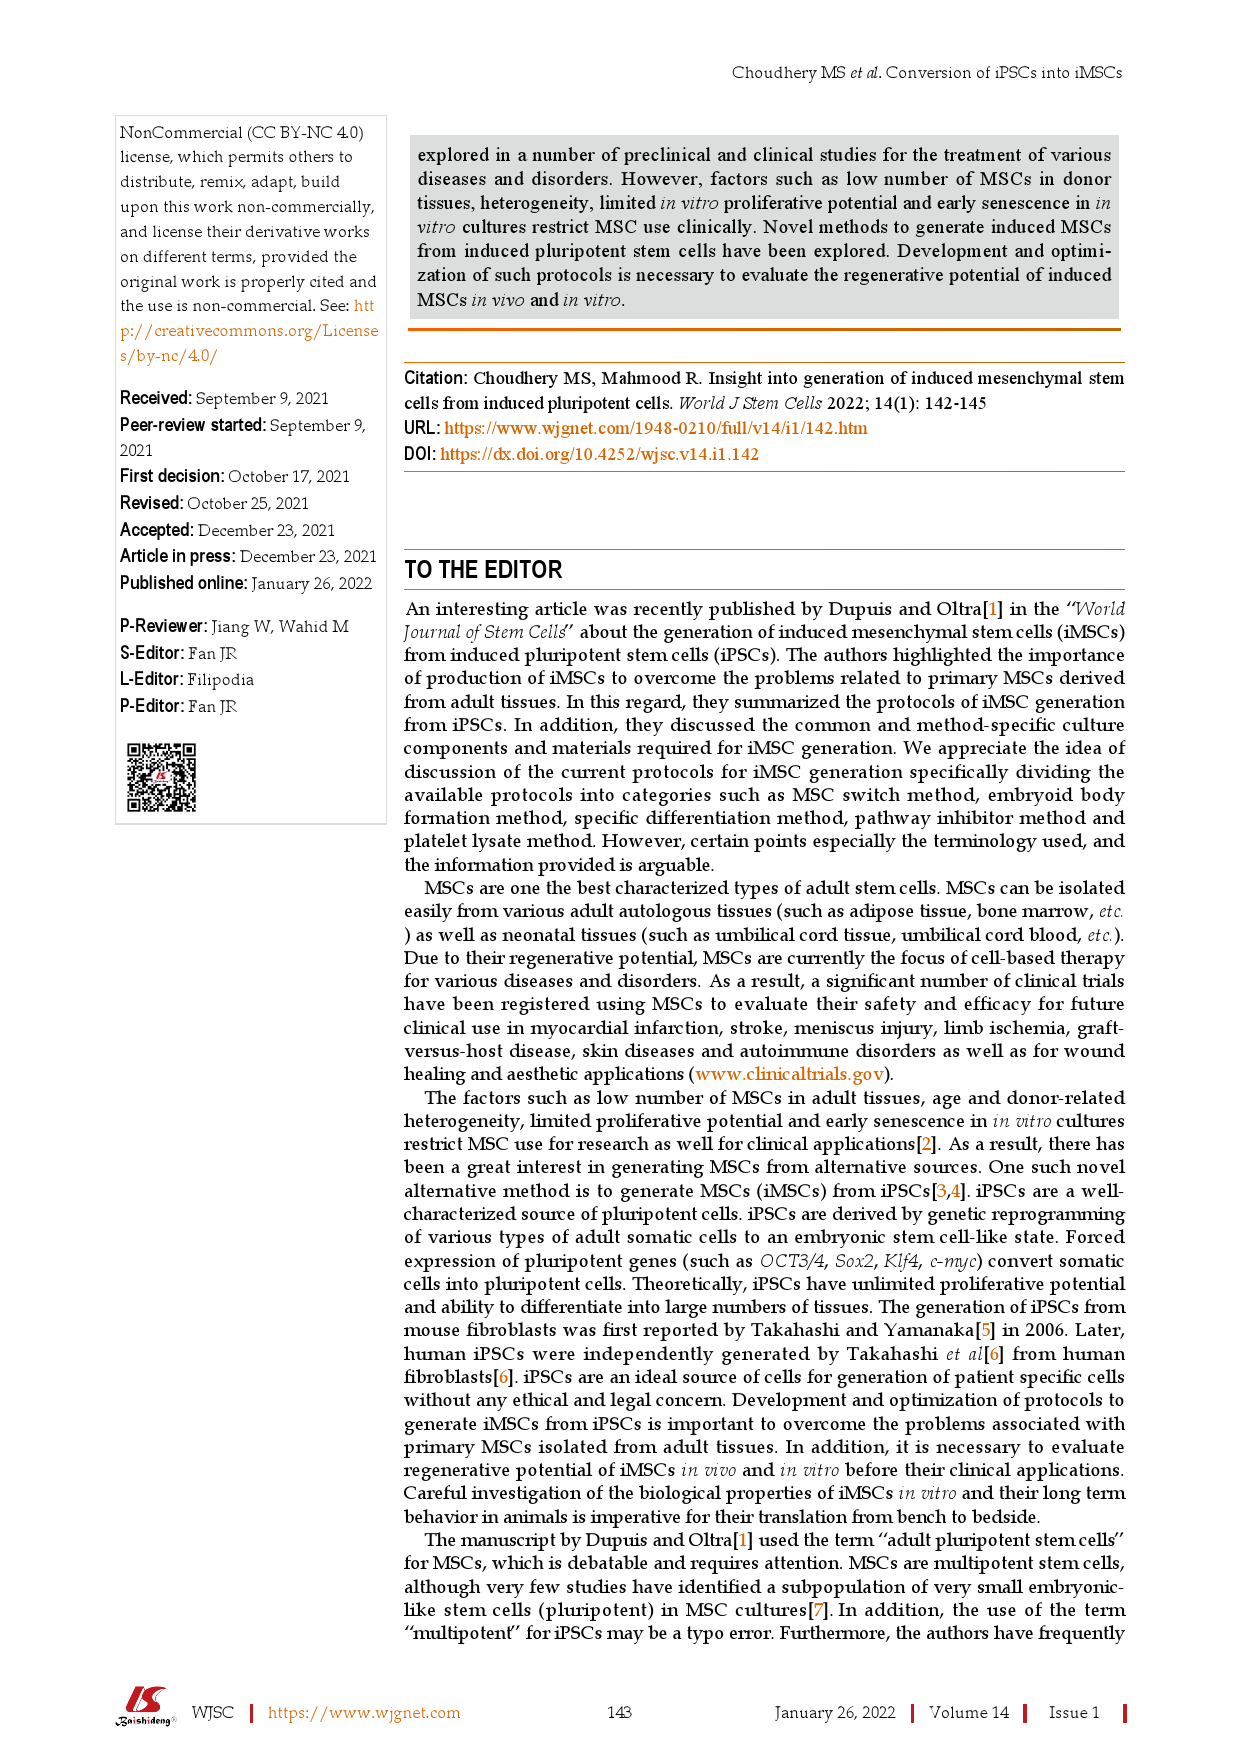 Choudhery MS et al. Conversion of iPSCs into iMSCs
NonCommercial (CC BY-NC 4.0)
license, which permits others to
distribute, remix, adapt, build
upon this work non-commercially,
and license their derivative works
on different terms, provided the
original work is properly cited and
the use is non-commercial. See: htt
p://creativecommons.org/License
s/by-nc/4.0/
Received: September 9, 2021
Peer-review started: September 9,
2021
First decision: October 17, 2021
Revised: October 25, 2021
Accepted: December 23, 2021
Article in press: December 23, 2021
Published online: January 26, 2022
P-Reviewer: Jiang W, Wahid M
S-Editor: Fan JR
L-Editor: Filipodia
P-Editor: Fan JR
explored in a number of preclinical and clinical studies for the treatment of various
diseases and disorders. However, factors such as low number of MSCs in donor
tissues, heterogeneity, limited in vitro proliferative potential and early senescence in in
vitro cultures restrict MSC use clinically. Novel methods to generate induced MSCs
from induced pluripotent stem cells have been explored. Development and optimi-
zation of such protocols is necessary to evaluate the regenerative potential of induced
MSCs in vivo and in vitro.
Citation: Choudhery MS, Mahmood R. Insight into generation of induced mesenchymal stem
cells from induced pluripotent cells. World J Stem Cells 2022; 14(1): 142-145
URL: https://www.wjgnet.com/1948-0210/full/v14/i1/142.htm
DOI: https://dx.doi.org/10.4252/wjsc.v14.i1.142
TO THE EDITOR
An interesting article was recently published by Dupuis and Oltra[1] in the “World
Journal of Stem Cells” about the generation of induced mesenchymal stem cells (iMSCs)
from induced pluripotent stem cells (iPSCs). The authors highlighted the importance
of production of iMSCs to overcome the problems related to primary MSCs derived
from adult tissues. In this regard, they summarized the protocols of iMSC generation
from iPSCs. In addition, they discussed the common and method-specific culture
components and materials required for iMSC generation. We appreciate the idea of
discussion of the current protocols for iMSC generation specifically dividing the
available protocols into categories such as MSC switch method, embryoid body
formation method, specific differentiation method, pathway inhibitor method and
platelet lysate method. However, certain points especially the terminology used, and
the information provided is arguable.
MSCs are one the best characterized types of adult stem cells. MSCs can be isolated
easily from various adult autologous tissues (such as adipose tissue, bone marrow, etc.
) as well as neonatal tissues (such as umbilical cord tissue, umbilical cord blood, etc.).
Due to their regenerative potential, MSCs are currently the focus of cell-based therapy
for various diseases and disorders. As a result, a significant number of clinical trials
have been registered using MSCs to evaluate their safety and efficacy for future
clinical use in myocardial infarction, stroke, meniscus injury, limb ischemia, graft-
versus-host disease, skin diseases and autoimmune disorders as well as for wound
healing and aesthetic applications (www.clinicaltrials.gov).
The factors such as low number of MSCs in adult tissues, age and donor-related
heterogeneity, limited proliferative potential and early senescence in in vitro cultures
restrict MSC use for research as well for clinical applications[2]. As a result, there has
been a great interest in generating MSCs from alternative sources. One such novel
alternative method is to generate MSCs (iMSCs) from iPSCs[3,4]. iPSCs are a well-
characterized source of pluripotent cells. iPSCs are derived by genetic reprogramming
of various types of adult somatic cells to an embryonic stem cell-like state. Forced
expression of pluripotent genes (such as OCT3/4, Sox2, Klf4, c-myc) convert somatic
cells into pluripotent cells. Theoretically, iPSCs have unlimited proliferative potential
and ability to differentiate into large numbers of tissues. The generation of iPSCs from
mouse fibroblasts was first reported by Takahashi and Yamanaka[5] in 2006. Later,
human iPSCs were independently generated by Takahashi et al[6] from human
fibroblasts[6]. iPSCs are an ideal source of cells for generation of patient specific cells
without any ethical and legal concern. Development and optimization of protocols to
generate iMSCs from iPSCs is important to overcome the problems associated with
primary MSCs isolated from adult tissues. In addition, it is necessary to evaluate
regenerative potential of iMSCs in vivo and in vitro before their clinical applications.
Careful investigation of the biological properties of iMSCs in vitro and their long term
behavior in animals is imperative for their translation from bench to bedside.
The manuscript by Dupuis and Oltra[1] used the term “adult pluripotent stem cells”
for MSCs, which is debatable and requires attention. MSCs are multipotent stem cells,
although very few studies have identified a subpopulation of very small embryonic-
like stem cells (pluripotent) in MSC cultures[7]. In addition, the use of the term
“multipotent” for iPSCs may be a typo error. Furthermore, the authors have frequently
Baishideng® WJSC https://www.wjgnet.com 143 January 26, 2022 Volume 14 Issue 1